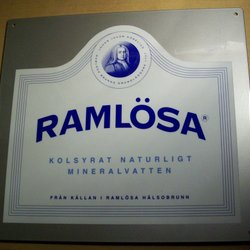 RAMLÖSA®
KOLSYRAT NATURLIGT
MINERALVATTEN
FRÅN KÄLLAN I RAMLÖSA HÄLSOBRUNN